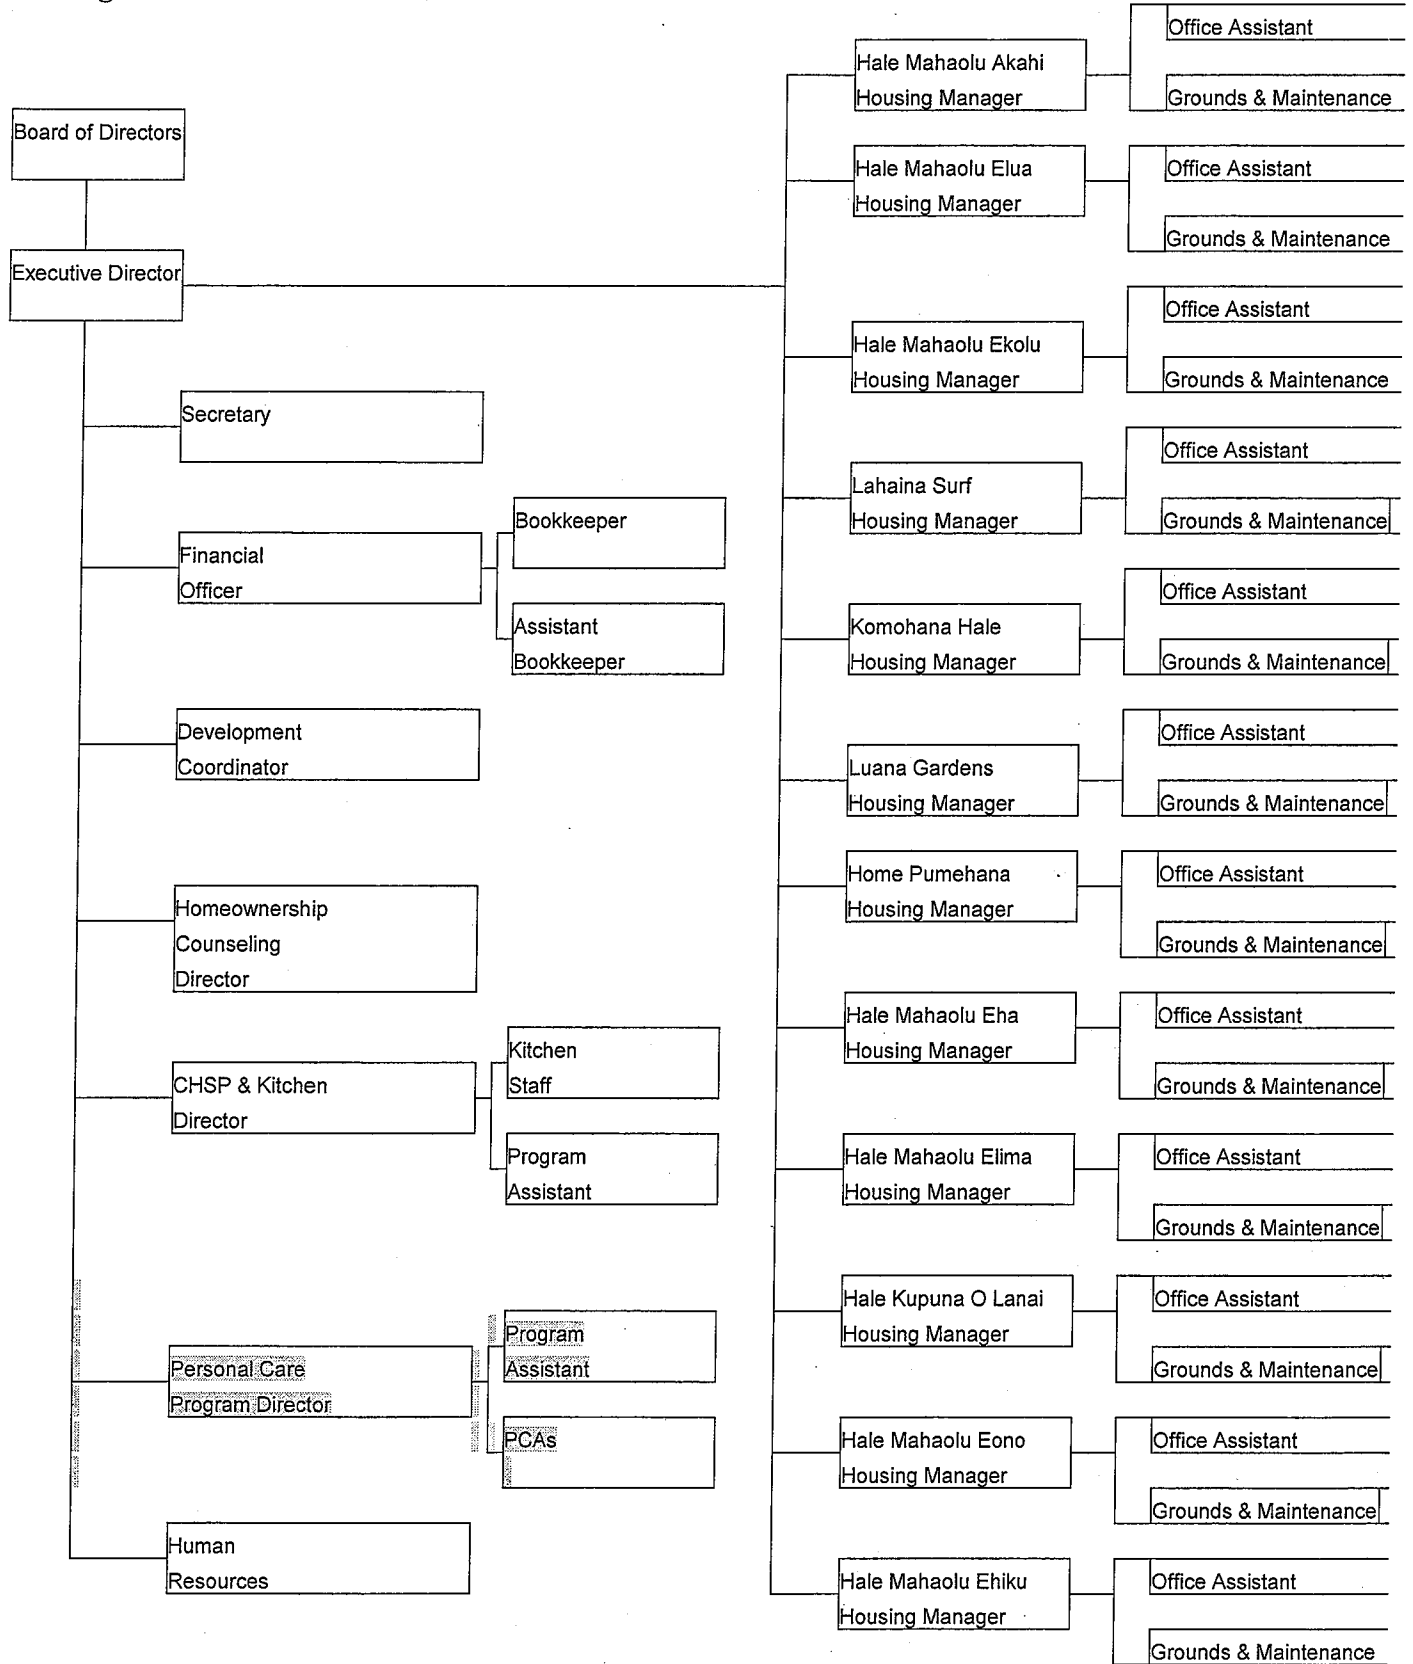 Board of Directors
Executive Director
Secretary
Financial
Officer
Bookkeeper
Assistant
Bookkeeper
Development
Coordinator
Homeownership
Counseling
Director
CHSP & Kitchen
Director
Kitchen
Staff
Program
Assistant
Personal Care
Program Director
Program
Assistant
PCAs
Human
Resources
Hale Mahaolu Akahi
Housing Manager
Office Assistant
Grounds & Maintenance
Hale Mahaolu Elua
Housing Manager
Office Assistant
Grounds & Maintenance
Hale Mahaolu Ekolu
Housing Manager
Office Assistant
Grounds & Maintenance
Lahaina Surf
Housing Manager
Office Assistant
Grounds & Maintenance
Komohana Hale
Housing Manager
Office Assistant
Grounds & Maintenance
Luana Gardens
Housing Manager
Office Assistant
Grounds & Maintenance
Home Pumehana
Housing Manager
Office Assistant
Grounds & Maintenance
Hale Mahaolu Eha
Housing Manager
Office Assistant
Grounds & Maintenance
Hale Mahaolu Elima
Housing Manager
Office Assistant
Grounds & Maintenance
Hale Kupuna O Lanai
Housing Manager
Office Assistant
Grounds & Maintenance
Hale Mahaolu Eono
Housing Manager
Office Assistant
Grounds & Maintenance
Hale Mahaolu Ehiku
Housing Manager
Office Assistant
Grounds & Maintenance